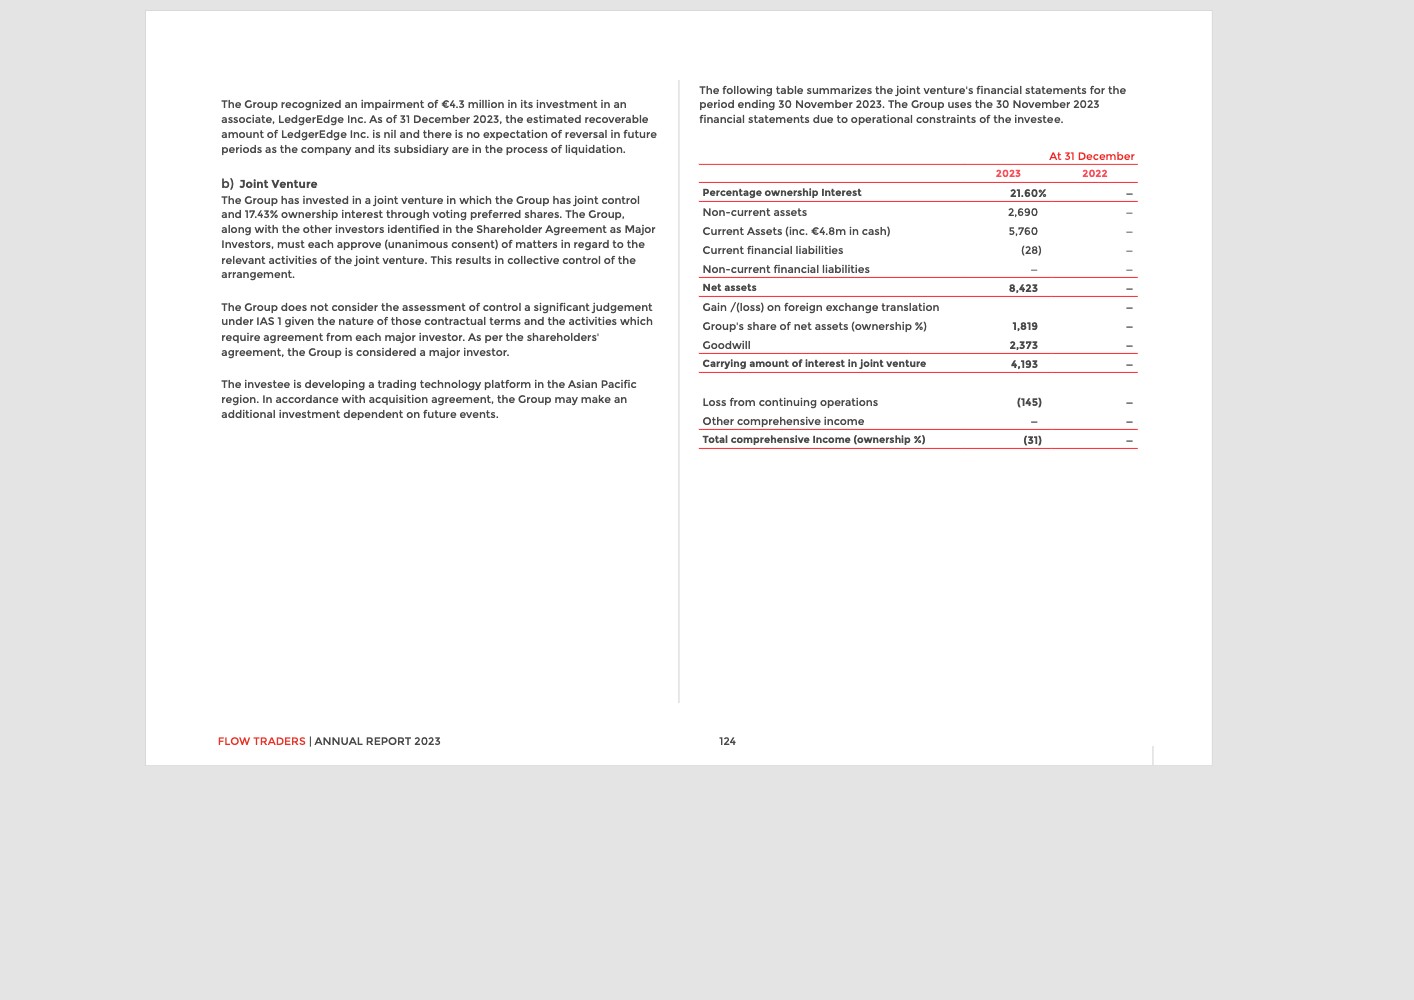 The Group recognized an impairment of €4.3 million in its investment in an
associate, LedgerEdge Inc. As of 31 December 2023, the estimated recoverable
amount of LedgerEdge Inc. is nil and there is no expectation of reversal in future
periods as the company and its subsidiary are in the process of liquidation.
b) Joint Venture
The Group has invested in a joint venture in which the Group has joint control
and 17.43% ownership interest through voting preferred shares. The Group,
along with the other investors identified in the Shareholder Agreement as Major
Investors, must each approve (unanimous consent) of matters in regard to the
relevant activities of the joint venture. This results in collective control of the
arrangement.
The Group does not consider the assessment of control a significant judgement
under IAS 1 given the nature of those contractual terms and the activities which
require agreement from each major investor. As per the shareholders'
agreement, the Group is considered a major investor.
The investee is developing a trading technology platform in the Asian Pacific
region. In accordance with acquisition agreement, the Group may make an
additional investment dependent on future events.
The following table summarizes the joint venture's financial statements for the
period ending 30 November 2023. The Group uses the 30 November 2023
financial statements due to operational constraints of the investee.
At 31 December
2023 2022
Percentage ownership Interest 21.60% –
Non-current assets 2,690 –
Current Assets (inc. €4.8m in cash) 5,760 –
Current financial liabilities (28) –
Non-current financial liabilities – –
Net assets 8,423 –
Gain /(loss) on foreign exchange translation –
Group's share of net assets (ownership %) 1,819 –
Goodwill 2,373 –
Carrying amount of interest in joint venture 4,193 –
Loss from continuing operations (145) –
Other comprehensive income – –
Total comprehensive Income (ownership %) (31) –
FLOW TRADERS | ANNUAL REPORT 2023 124